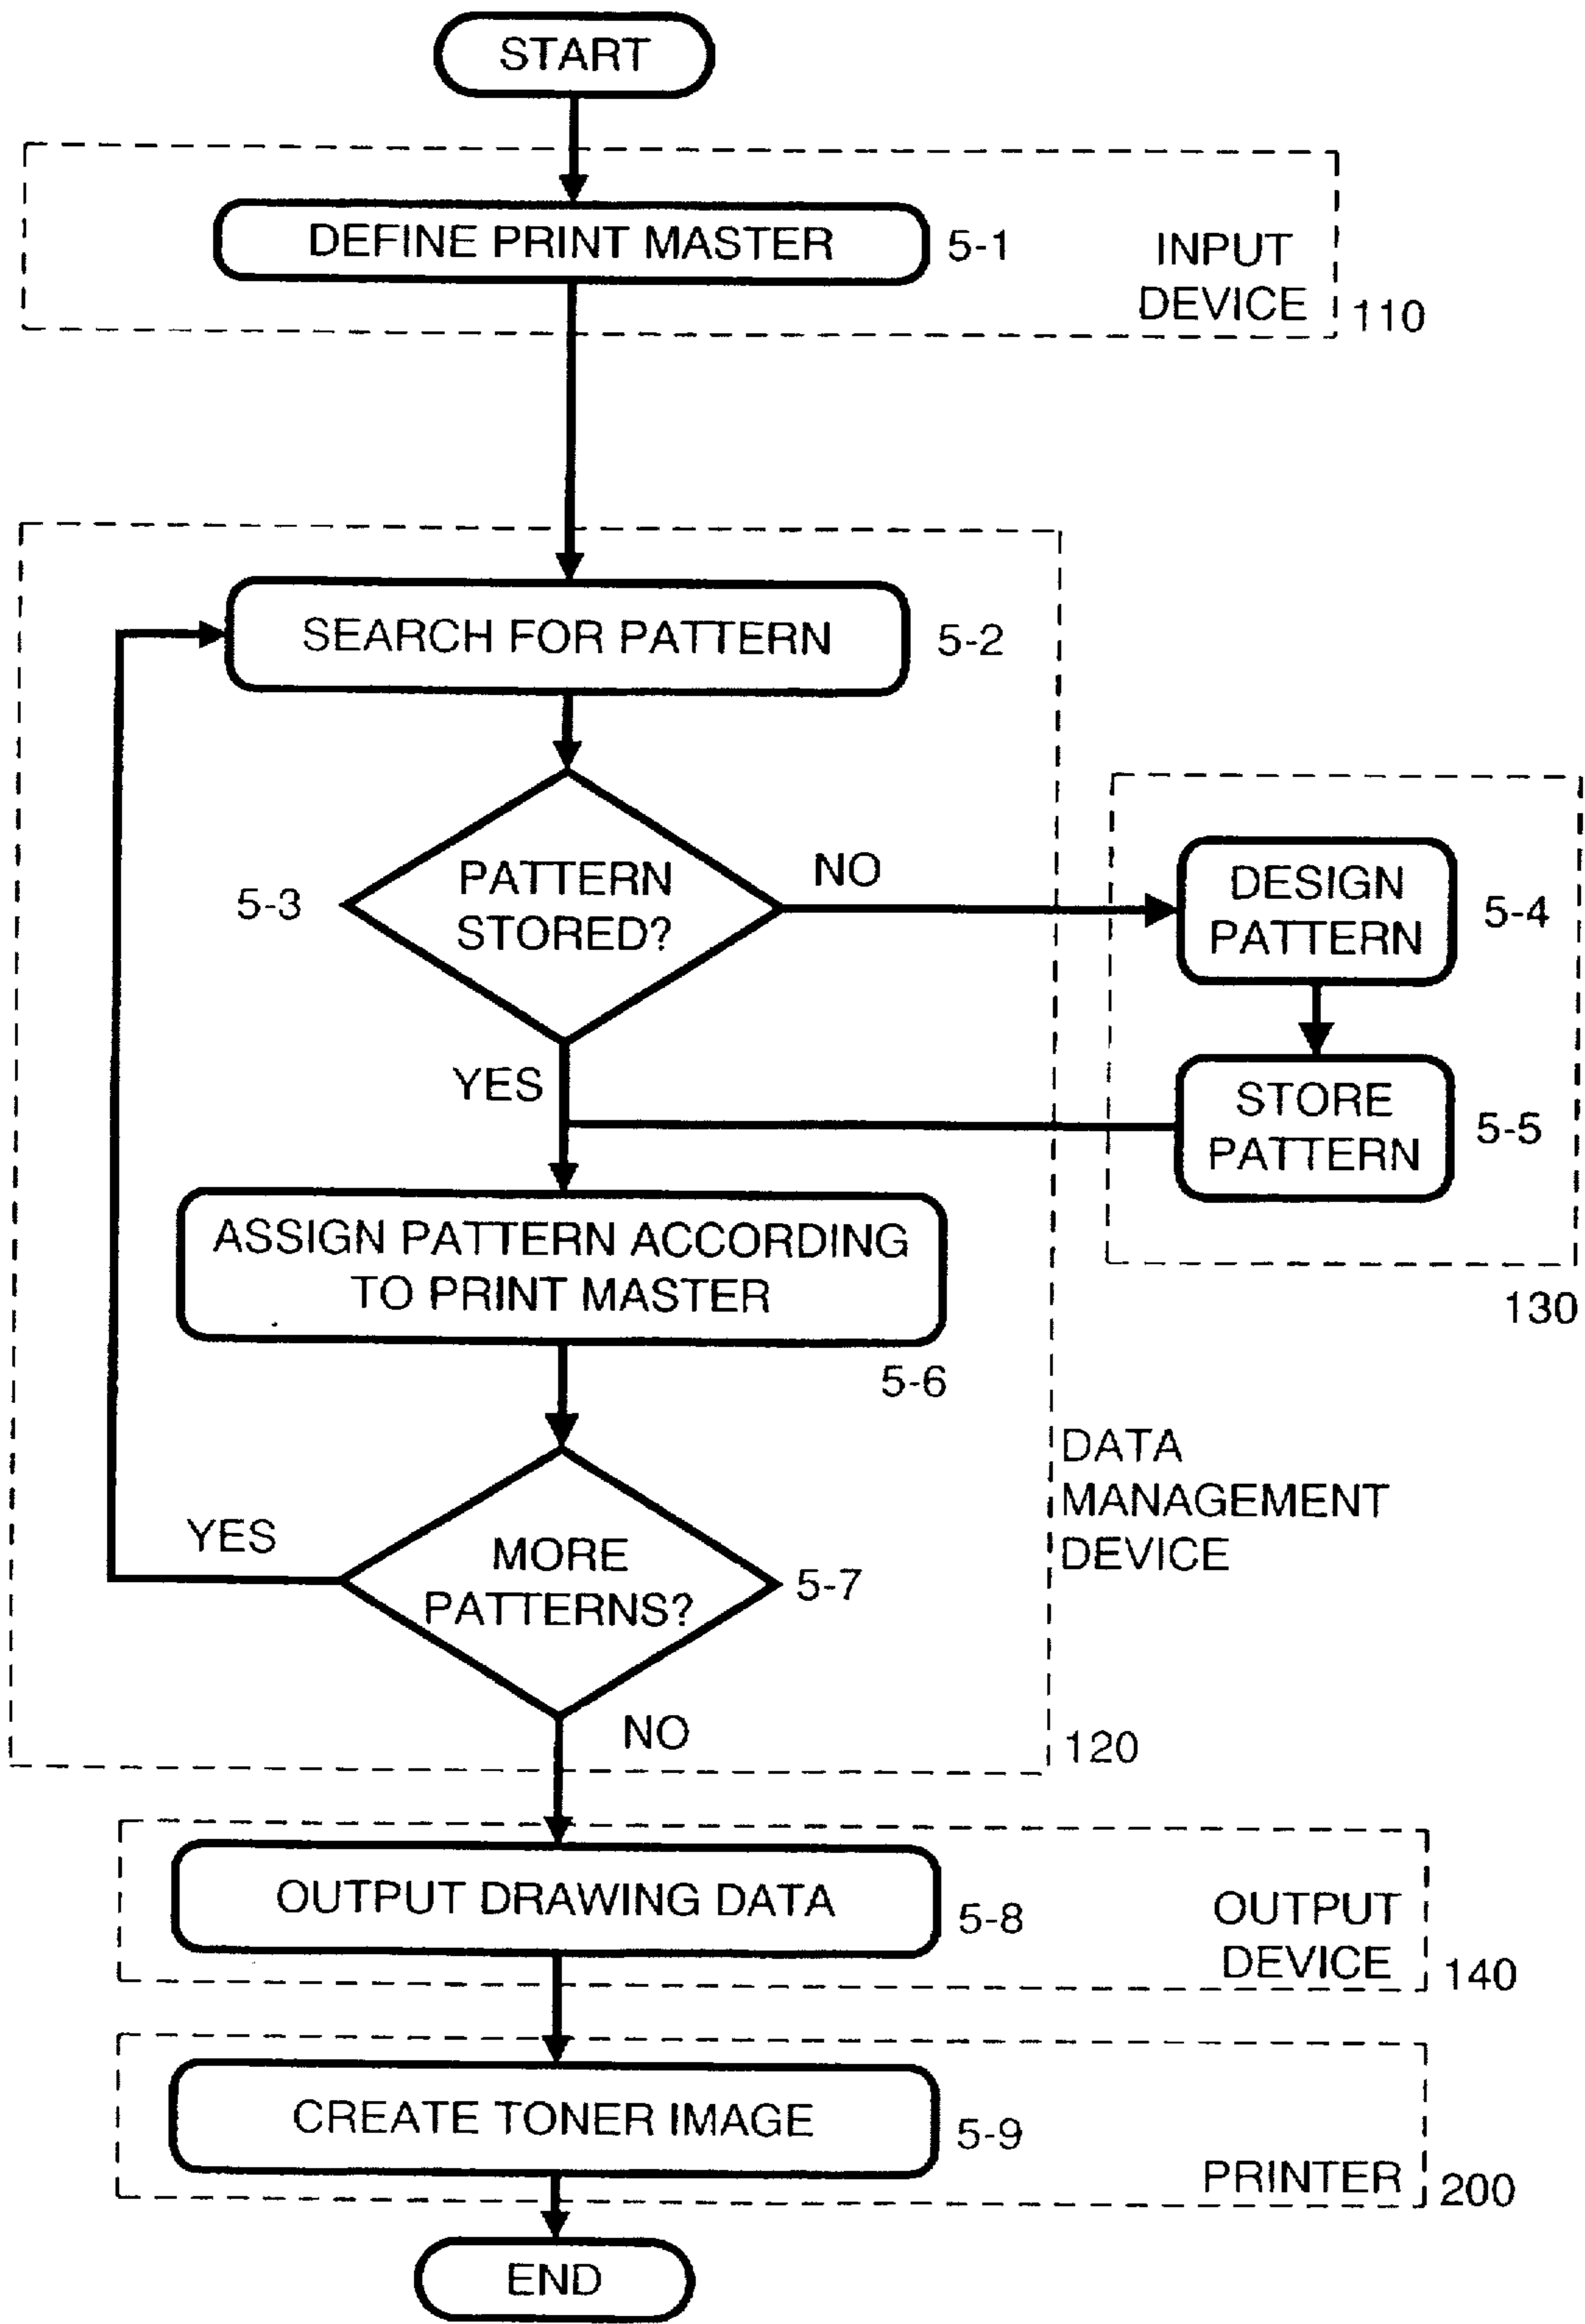 START
DEFINE PRINT MASTER
5-1
INPUT
DEVICE
110
SEARCH FOR PATTERN
5-2
PATTERN
STORED?
5-3
NO
YES
DESIGN
PATTERN
5-4
STORE
PATTERN
5-5
130
ASSIGN PATTERN ACCORDING
TO PRINT MASTER
5-6
DATA
MANAGEMENT
DEVICE
MORE
PATTERNS?
5-7
YES
NO
120
OUTPUT DRAWING DATA
5-8
OUTPUT
DEVICE
140
CREATE TONER IMAGE
5-9
PRINTER
200
END